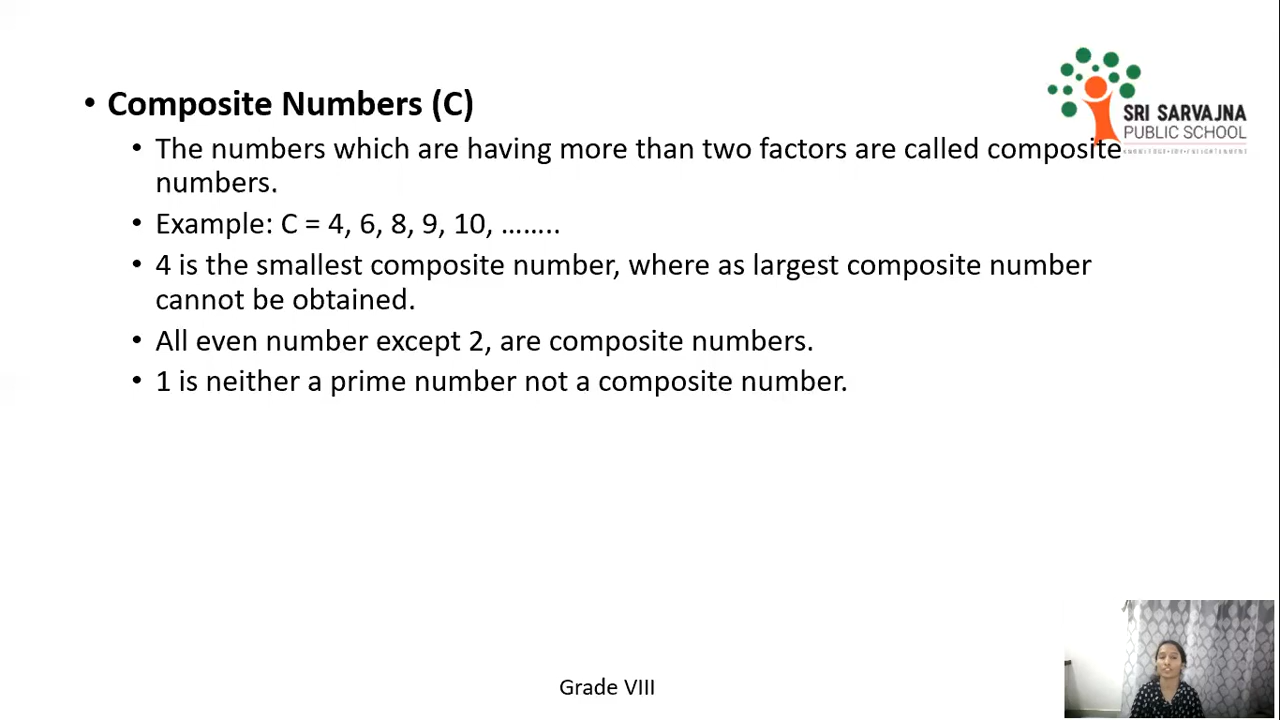 SRI SARVAJNA
PUBLIC SCHOOL
• Composite Numbers (C)
• The numbers which are having more than two factors are called composite
numbers.
• Example: C = 4, 6, 8, 9, 10, ……..
• 4 is the smallest composite number, where as largest composite number
cannot be obtained.
• All even number except 2, are composite numbers.
• 1 is neither a prime number not a composite number.
Grade VIII